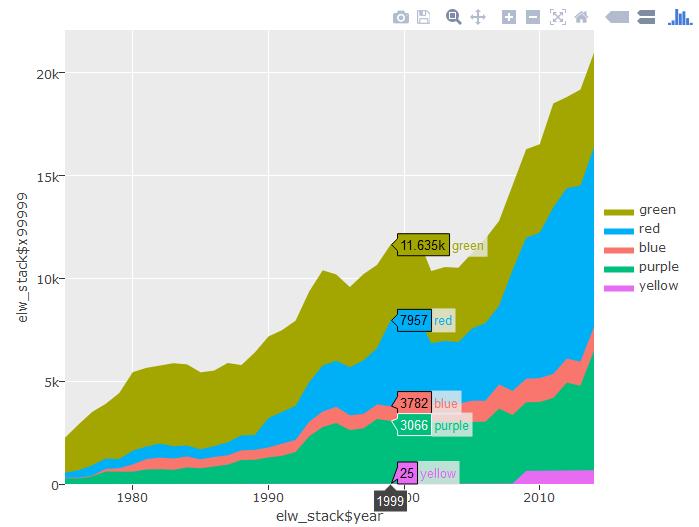 20k
15k
10k
5k
0
elw_stack$x99999
11.635k green
7957 red
3782 blue
3066 purple
25 yellow
1980
1990
00
2010
1999
elw_stack$year
green
red
blue
purple
yellow